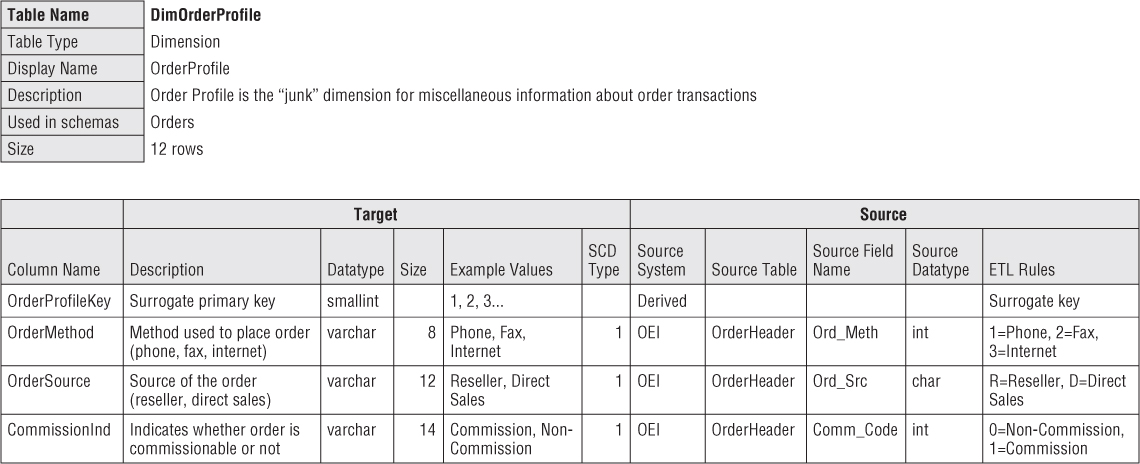 Table Name DimOrderProfile
Table Type Dimension
Display Name OrderProfile
Description Order Profile is the “junk” dimension for miscellaneous information about order transactions
Used in schemas Orders
Size 12 rows
Target Source
Column Name Description Datatype Size Example Values SCD Type Source System Source Table Source Field Name Source Datatype ETL Rules
OrderProfileKey Surrogate primary key smallint 1, 2, 3... Derived Surrogate key
OrderMethod Method used to place order varchar 8 Phone, Fax, 1 OEI OrderHeader Ord_Meth int 1=Phone, 2=Fax,
(phone, fax, internet) Internet 3=Internet
OrderSource Source of the order varchar 12 Reseller, Direct 1 OEI OrderHeader Ord_Src char R=Reseller, D=Direct
(reseller, direct sales) Sales Sales
CommissionInd Indicates whether order is varchar 14 Commission, Non- 1 OEI OrderHeader Comm_Code int 0=Non-Commission,
commissionable or not Commission 1=Commission